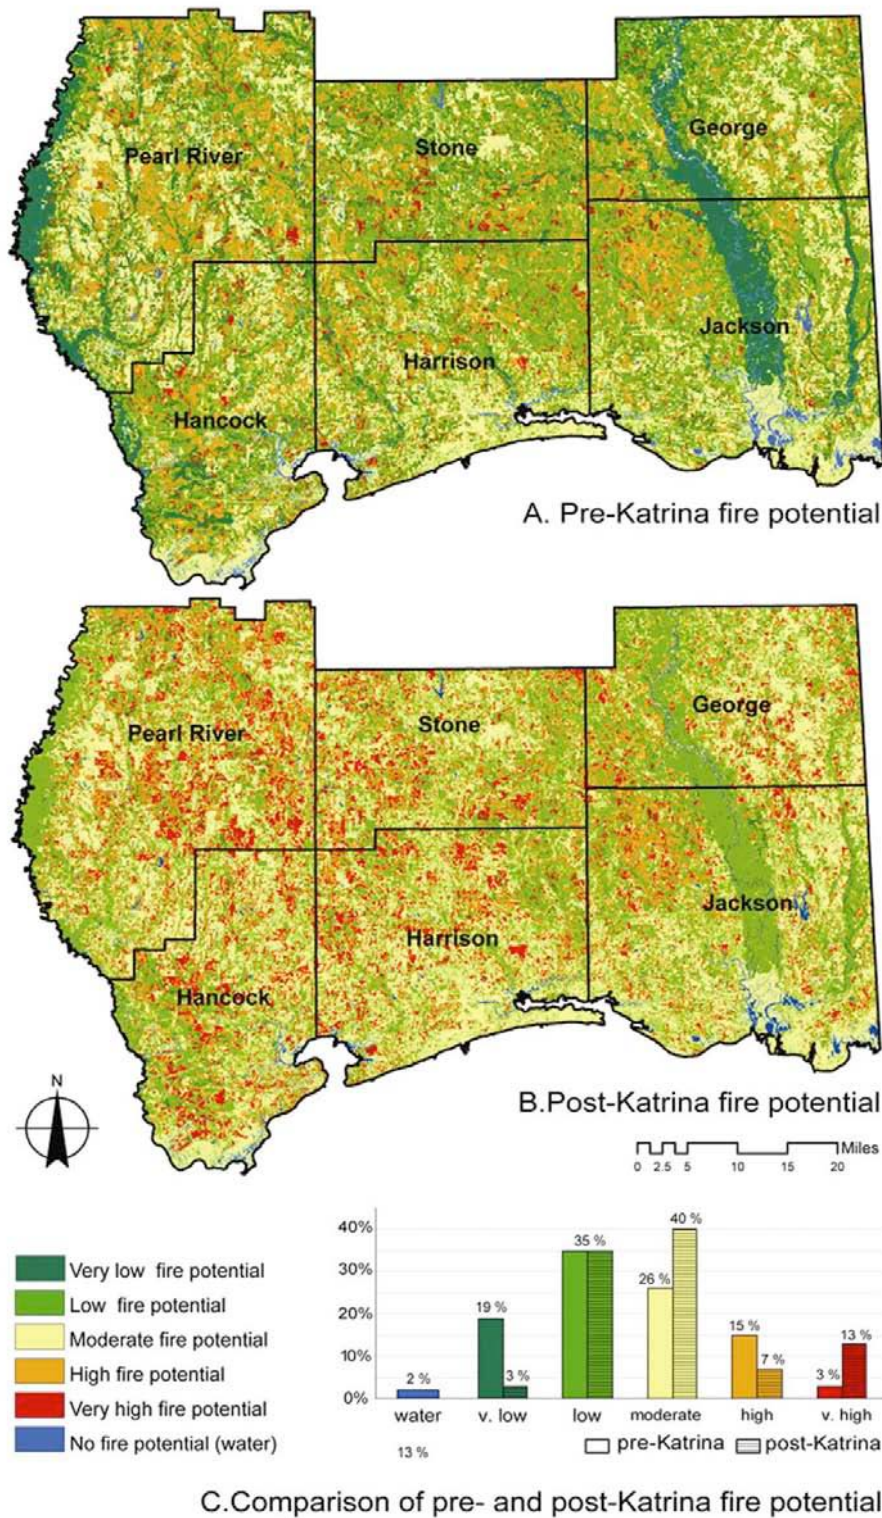 Pearl River
Stone
George
Jackson
Harrison
Hancock
A. Pre-Katrina fire potential
Pearl River
Stone
George
Jackson
Harrison
Hancock
N
B.Post-Katrina fire potential
Miles
0 2.5 5 10 15 20
Very low fire potential
Low fire potential
Moderate fire potential
High fire potential
Very high fire potential
No fire potential (water)
40%
30%
20%
10%
0%
2 %
19 %
3 %
35 %
26 %
40 %
15 %
7 %
3 %
13 %
water v. low low moderate high v. high
13 %
pre-Katrina post-Katrina
C.Comparison of pre- and post-Katrina fire potential